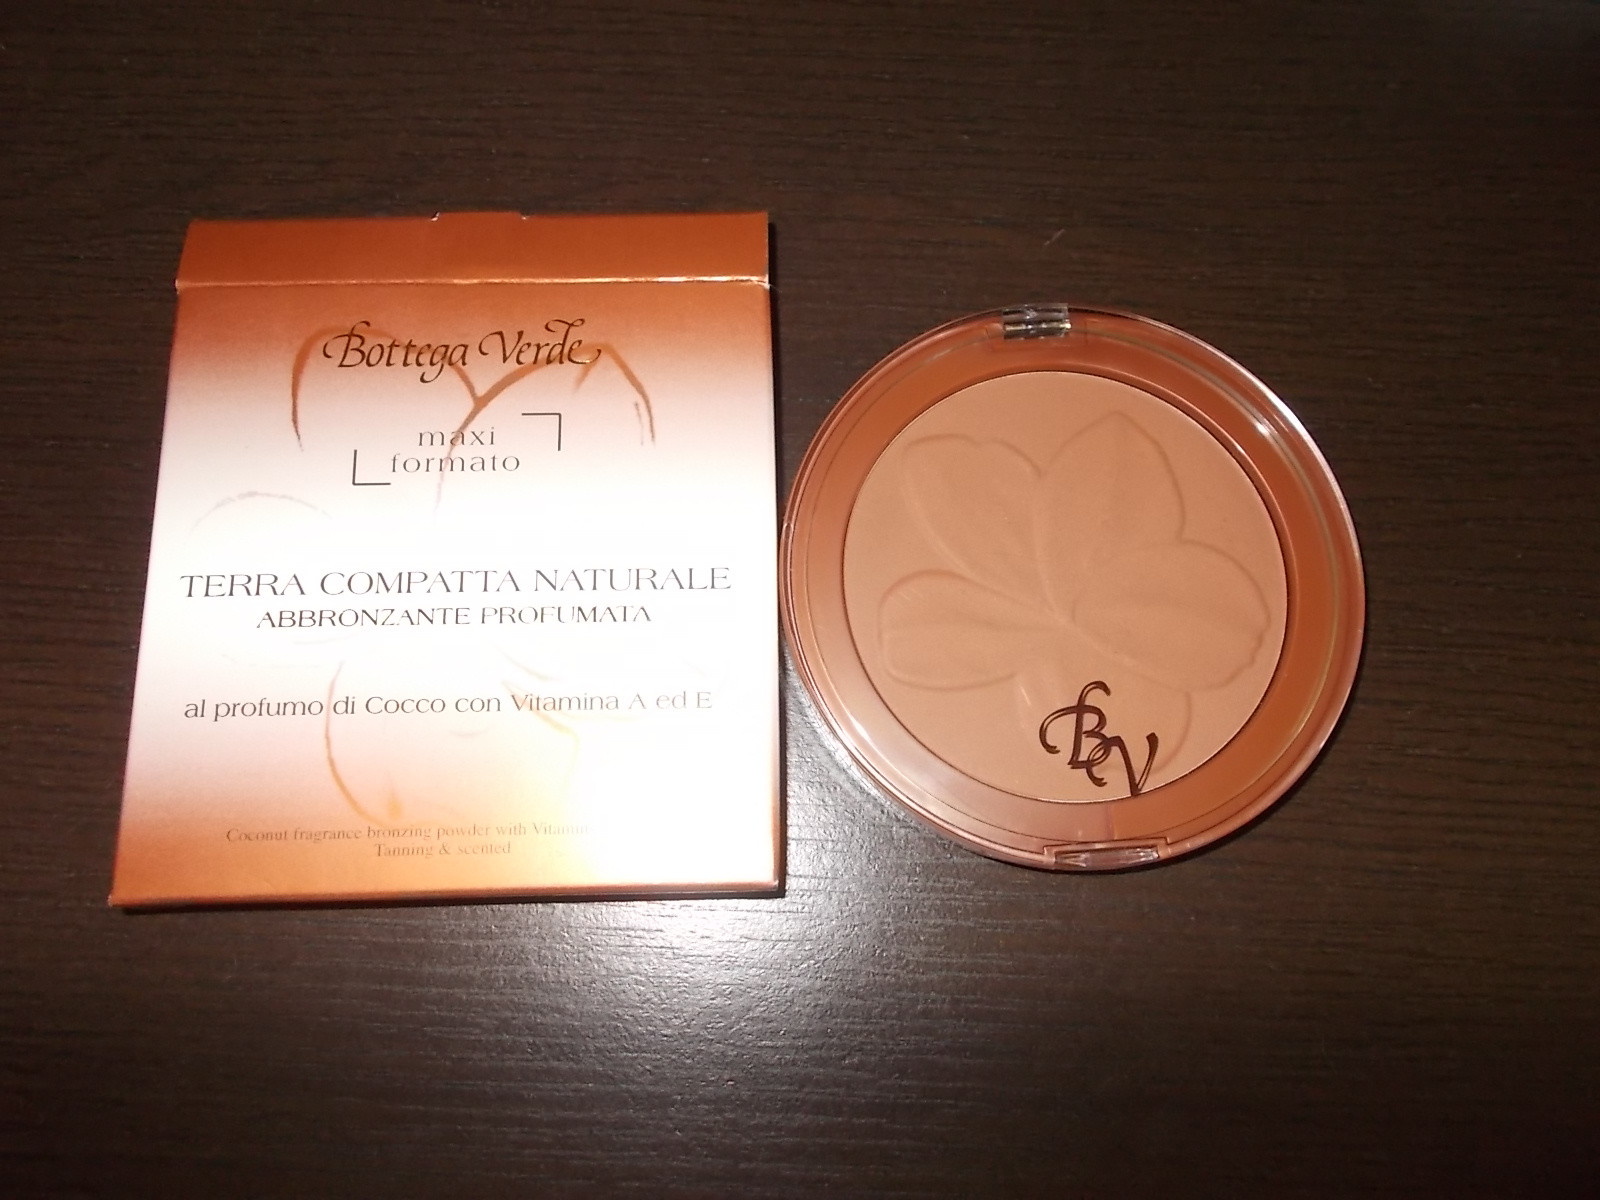 Bottega Verde
maxi
formato
TERRA COMPATTA NATURALE
ABBRONZANTE PROFUMATA
al profumo di Cocco con Vitamina A ed E
Coconut fragrance bronzing powder with
Tanning & scented
BV